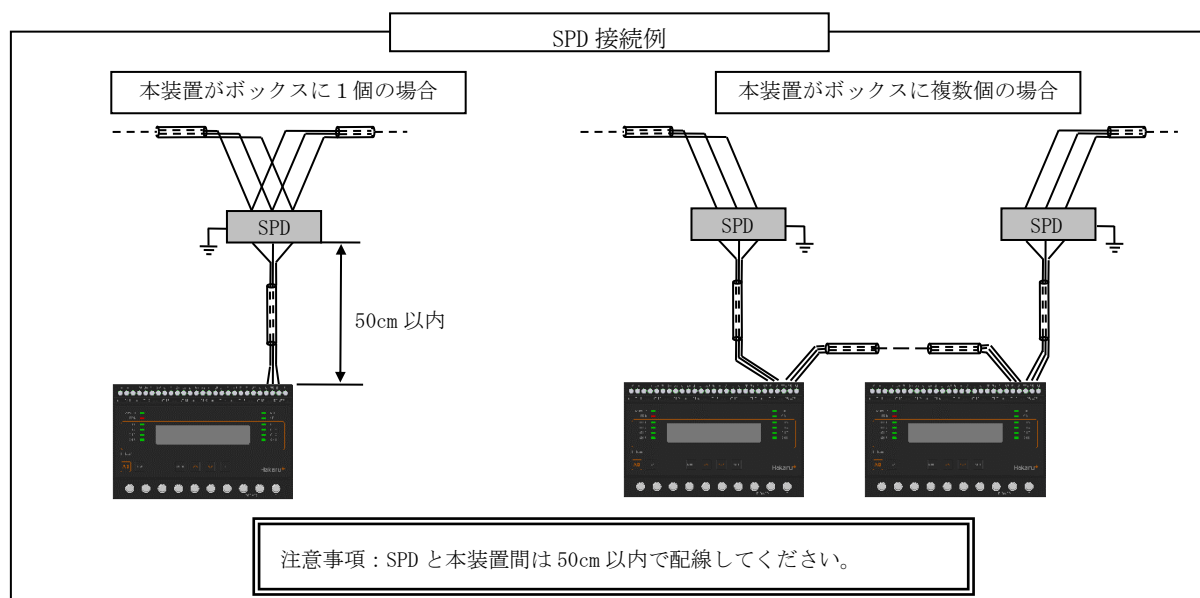 SPD 接続例
本装置がボックスに１個の場合
本装置がボックスに複数個の場合
SPD
SPD
SPD
50cm 以内
Hakaru+
Hakaru+
Hakaru+
注意事項：SPD と本装置間は 50cm 以内で配線してください。